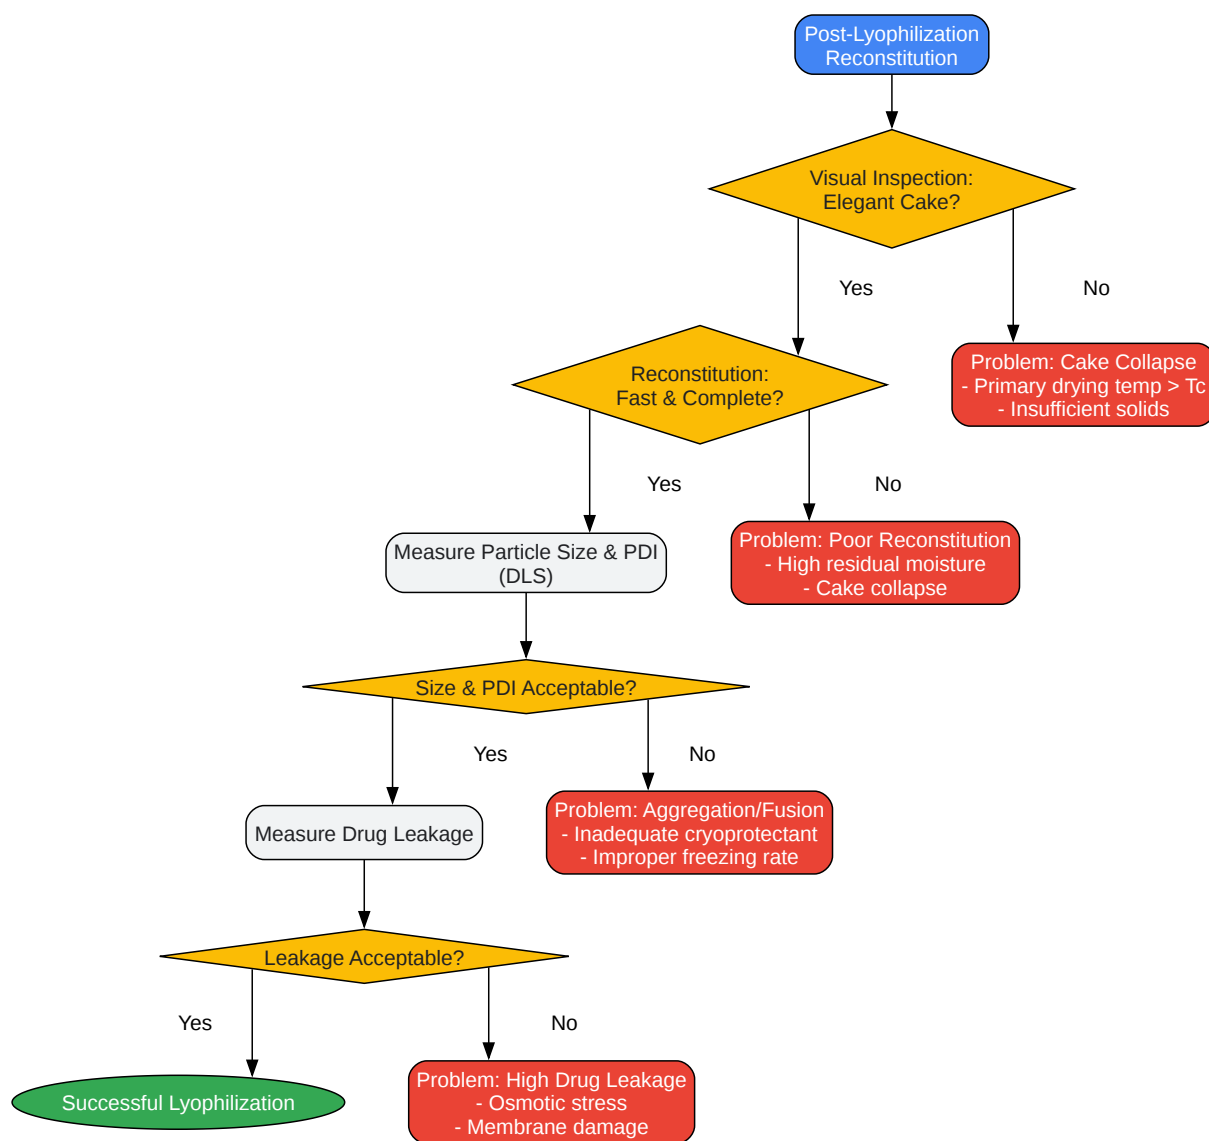 Post-Lyophilization
Reconstitution
Visual Inspection:
Elegant Cake?
Yes
No
Reconstitution:
Fast & Complete?
Problem: Cake Collapse
- Primary drying temp > Tc
- Insufficient solids
Yes
No
Measure Particle Size & PDI
(DLS)
Problem: Poor Reconstitution
- High residual moisture
- Cake collapse
Size & PDI Acceptable?
Yes
No
Measure Drug Leakage
Problem: Aggregation/Fusion
- Inadequate cryoprotectant
- Improper freezing rate
Leakage Acceptable?
Yes
No
Successful Lyophilization
Problem: High Drug Leakage
- Osmotic stress
- Membrane damage